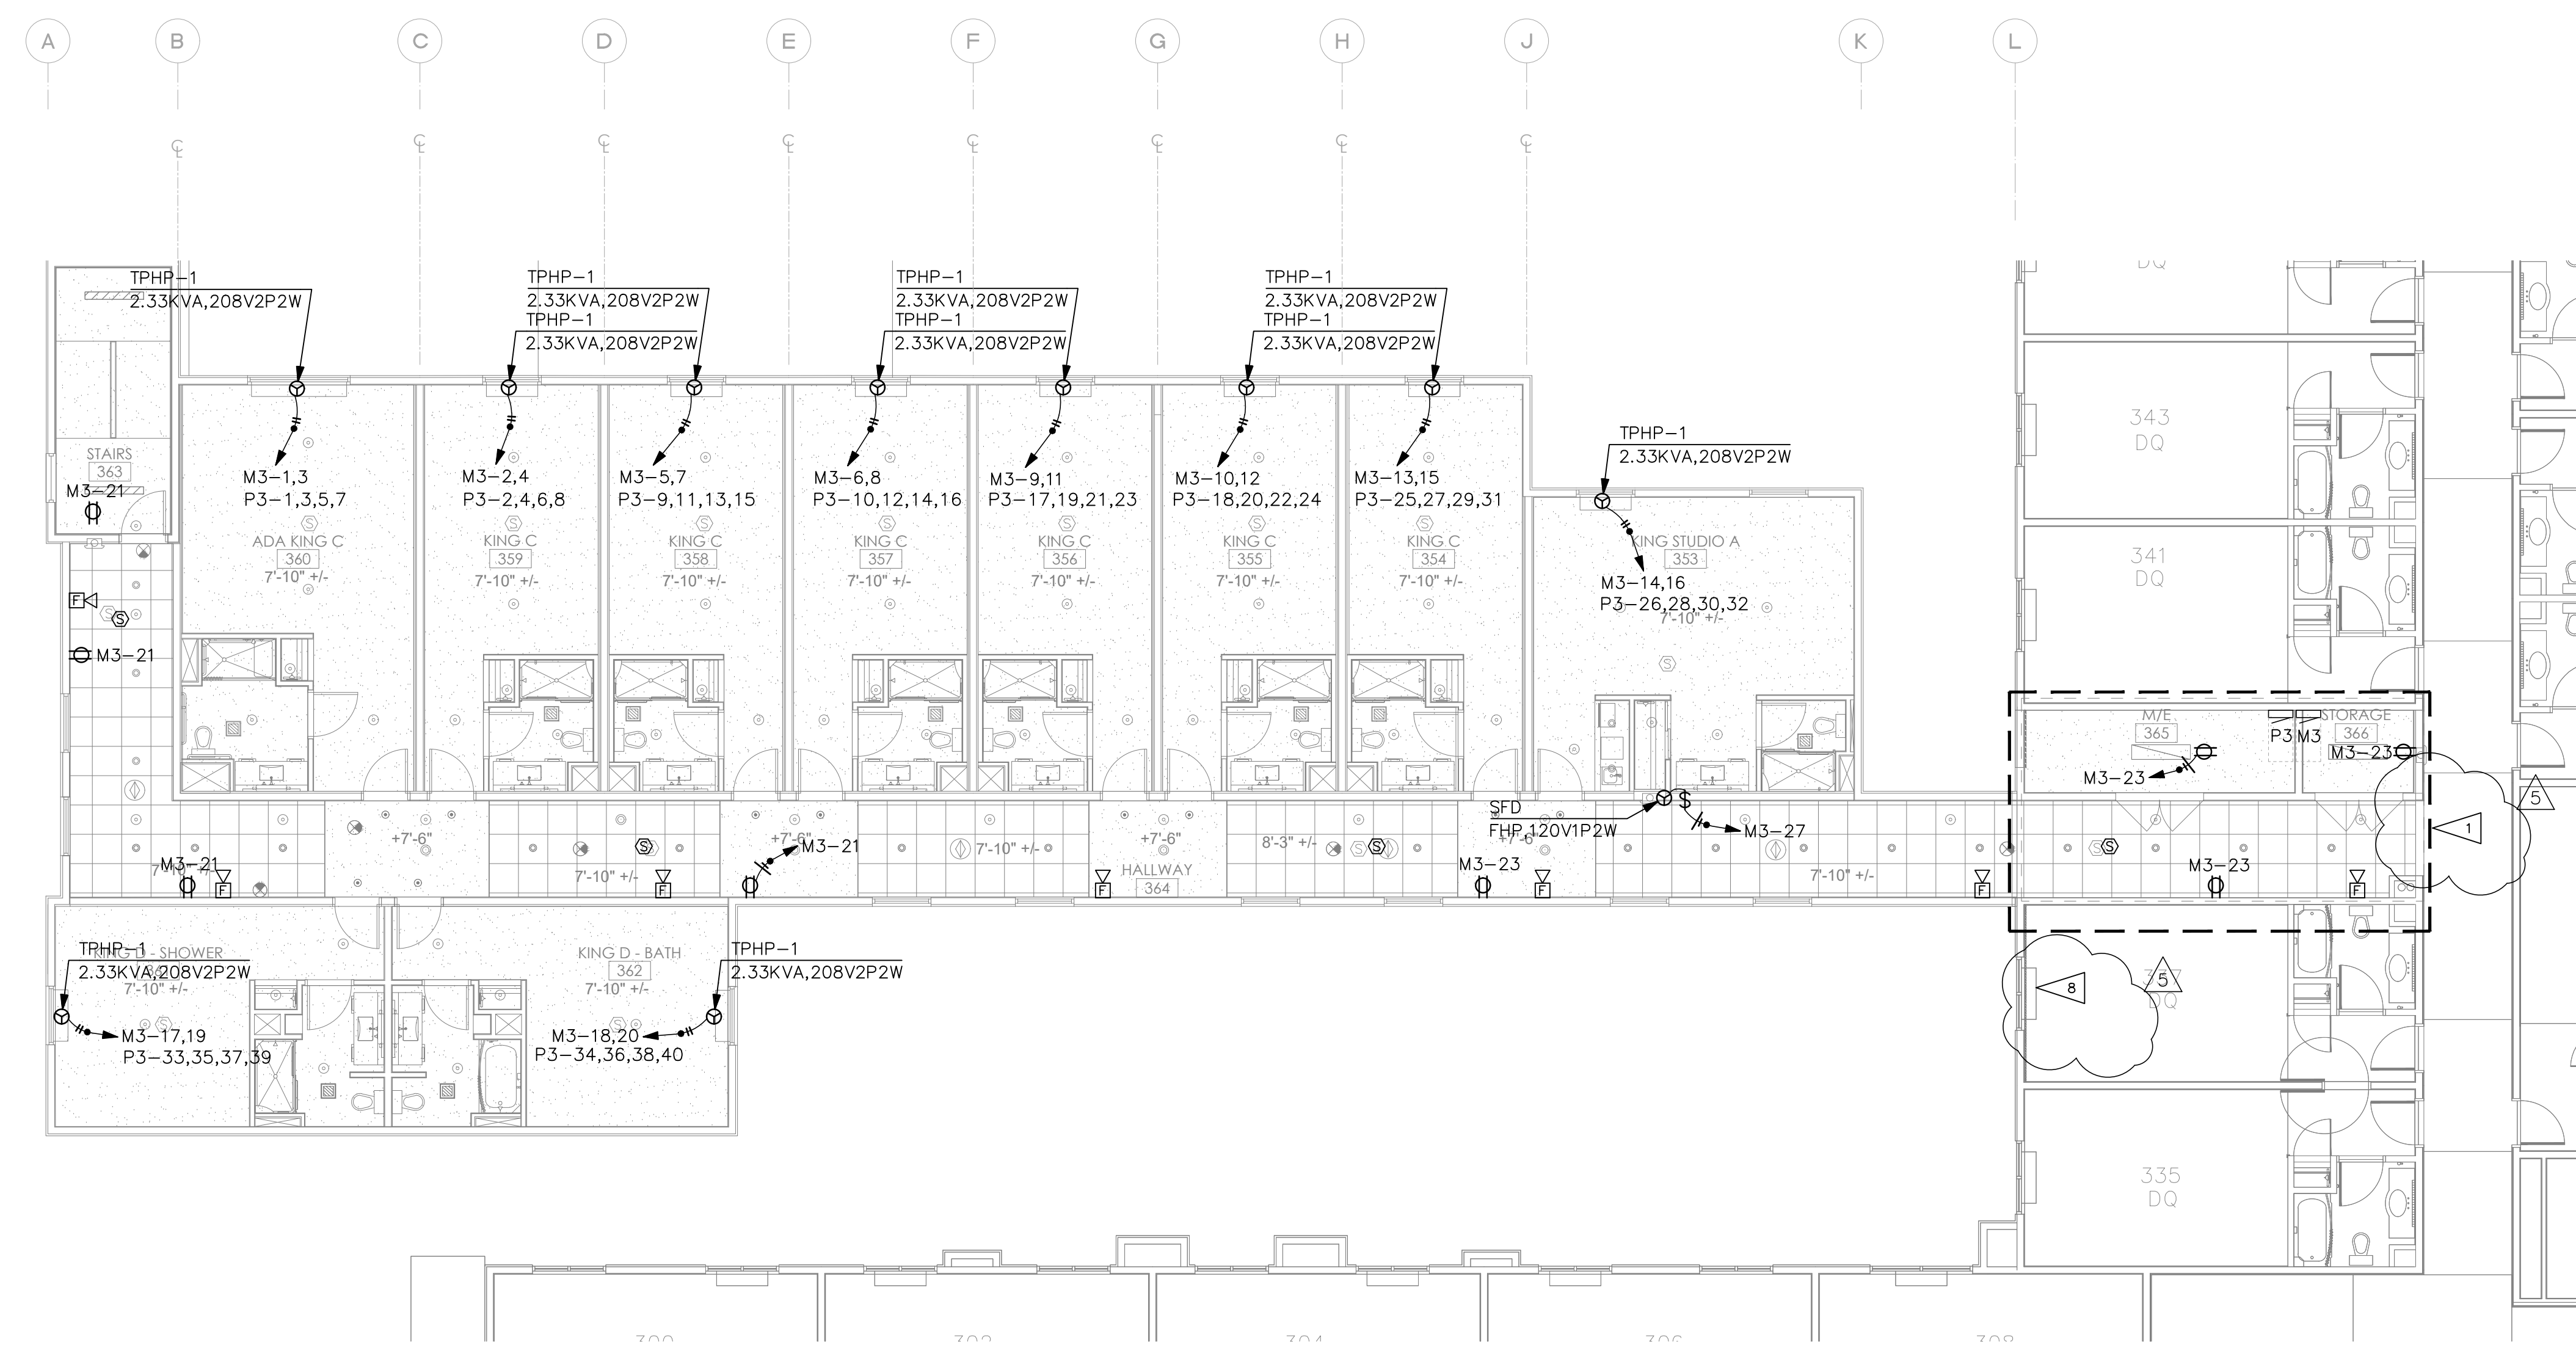 A B C D E F G H J K L
TPHP-1
2.33KVA,208V2P2W
TPHP-1
2.33KVA,208V2P2W
TPHP-1
2.33KVA,208V2P2W
TPHP-1
2.33KVA,208V2P2W
TPHP-1
2.33KVA,208V2P2W
TPHP-1
2.33KVA,208V2P2W
TPHP-1
2.33KVA,208V2P2W
TPHP-1
2.33KVA,208V2P2W
STAIRS
363
M3-21
M3-1,3
P3-1,3,5,7
S
ADA KING C
360
7'-10" +/-
M3-2,4
P3-2,4,6,8
S
KING C
359
7'-10" +/-
M3-5,7
P3-9,11,13,15
S
KING C
358
7'-10" +/-
M3-6,8
P3-10,12,14,16
S
KING C
357
7'-10" +/-
M3-9,11
P3-17,19,21,23
S
KING C
356
7'-10" +/-
M3-10,12
P3-18,20,22,24
S
KING C
355
7'-10" +/-
M3-13,15
P3-25,27,29,31
S
KING C
354
7'-10" +/-
KING STUDIO A
353
M3-14,16
P3-26,28,30,32
7'-10" +/-
S
DQ
343
DQ
341
DQ
F
S
S
M3-21
M/E
365
P3 M3
STORAGE
366
M3-23
M3-23
5
1
SFD
FHP,120V1P2W
$
M3-27
+7'-6"
+7'-6"
M3-21
+7'-6"
8'-3" +/-
+7'-6"
7'-10" +/-
S
S
S
S
S
S
M3-21
7'-10" +/-
F
7'-10" +/-
F
F
HALLWAY
364
M3-23
F
7'-10" +/-
F
M3-23
F
TPHP-1
KING D - SHOWER
2.33KVA,208V2P2W
7'-10" +/-
S
M3-17,19
P3-33,35,37,39
KING D - BATH
362
7'-10" +/-
S
M3-18,20
P3-34,36,38,40
TPHP-1
2.33KVA,208V2P2W
8
5
DQ
335
DQ